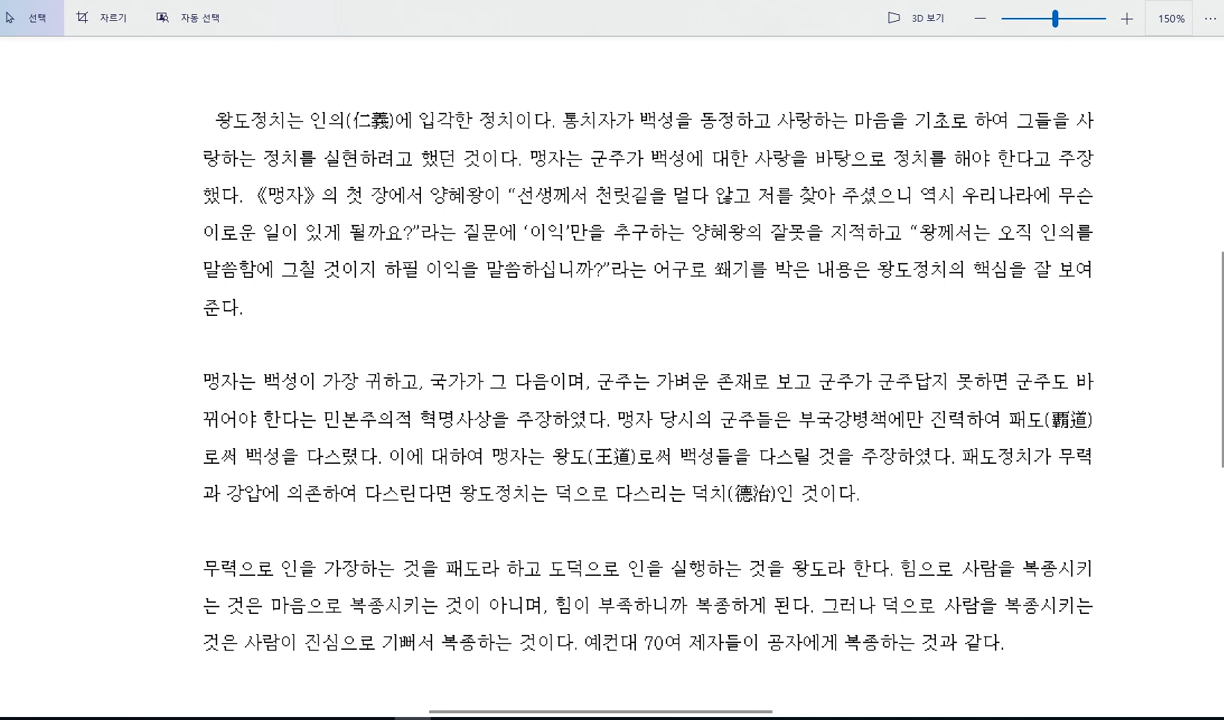 선택 자르기 자동 선택 3D 보기 150%
왕도정치는 인의(仁義)에 입각한 정치이다. 통치자가 백성을 동정하고 사랑하는 마음을 기초로 하여 그들을 사
랑하는 정치를 실현하려고 했던 것이다. 맹자는 군주가 백성에 대한 사랑을 바탕으로 정치를 해야 한다고 주장
했다. 《맹자》의 첫 장에서 양혜왕이 “선생께서 천릿길을 멀다 않고 저를 찾아 주셨으니 역시 우리나라에 무슨
이로운 일이 있게 될까요?”라는 질문에 ‘이익’만을 추구하는 양혜왕의 잘못을 지적하고 “왕께서는 오직 인의를
말씀함에 그칠 것이지 하필 이익을 말씀하십니까?”라는 어구로 쐐기를 박은 내용은 왕도정치의 핵심을 잘 보여
준다.
맹자는 백성이 가장 귀하고, 국가가 그 다음이며, 군주는 가벼운 존재로 보고 군주가 군주답지 못하면 군주도 바
뀌어야 한다는 민본주의적 혁명사상을 주장하였다. 맹자 당시의 군주들은 부국강병책에만 진력하여 패도(覇道)
로써 백성을 다스렸다. 이에 대하여 맹자는 왕도(王道)로써 백성들을 다스릴 것을 주장하였다. 패도정치가 무력
과 강압에 의존하여 다스린다면 왕도정치는 덕으로 다스리는 덕치(德治)인 것이다.
무력으로 인을 가장하는 것을 패도라 하고 도덕으로 인을 실행하는 것을 왕도라 한다. 힘으로 사람을 복종시키
는 것은 마음으로 복종시키는 것이 아니며, 힘이 부족하니까 복종하게 된다. 그러나 덕으로 사람을 복종시키는
것은 사람이 진심으로 기뻐서 복종하는 것이다. 예컨대 70여 제자들이 공자에게 복종하는 것과 같다.